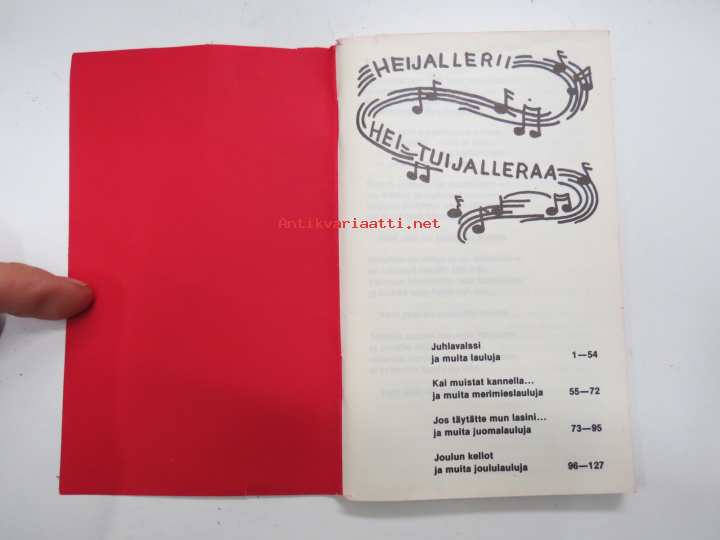 HEIJALLERII
HEI-TUIJALLERAA
Antikvariaatti.net
Juhlavalssi
ja muita lauluja 1—54
Kai muistat kannella...
ja muita merimieslauluja 55—72
Jos täytätte mun lasini...
ja muita juomalauluja 73—95
Joulun kellot
ja muita joululauluja 96—127